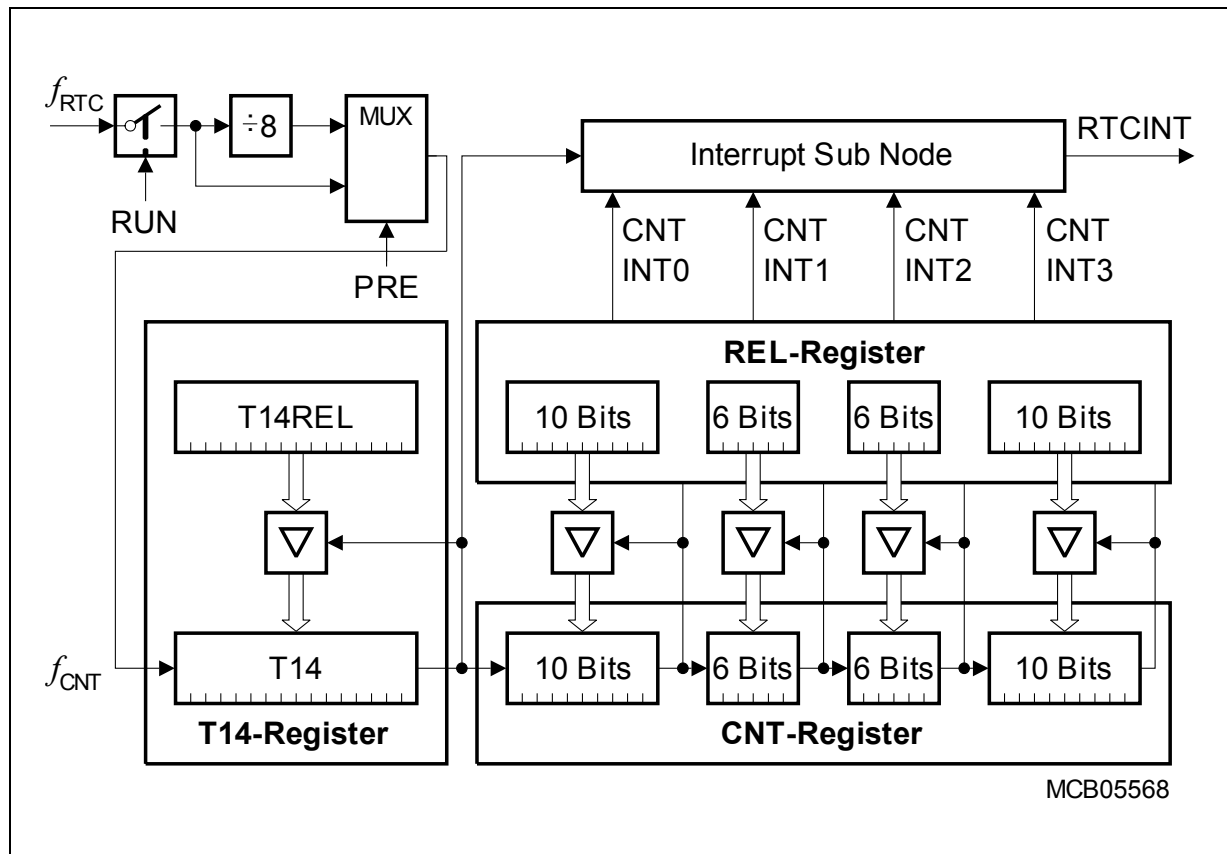 fRTC
÷8
MUX
RUN
PRE
Interrupt Sub Node
RTCINT
CNT
INT0
CNT
INT1
CNT
INT2
CNT
INT3
REL-Register
T14REL
10 Bits
6 Bits
6 Bits
10 Bits
fCNT
T14
10 Bits
6 Bits
6 Bits
10 Bits
T14-Register
CNT-Register
MCB05568